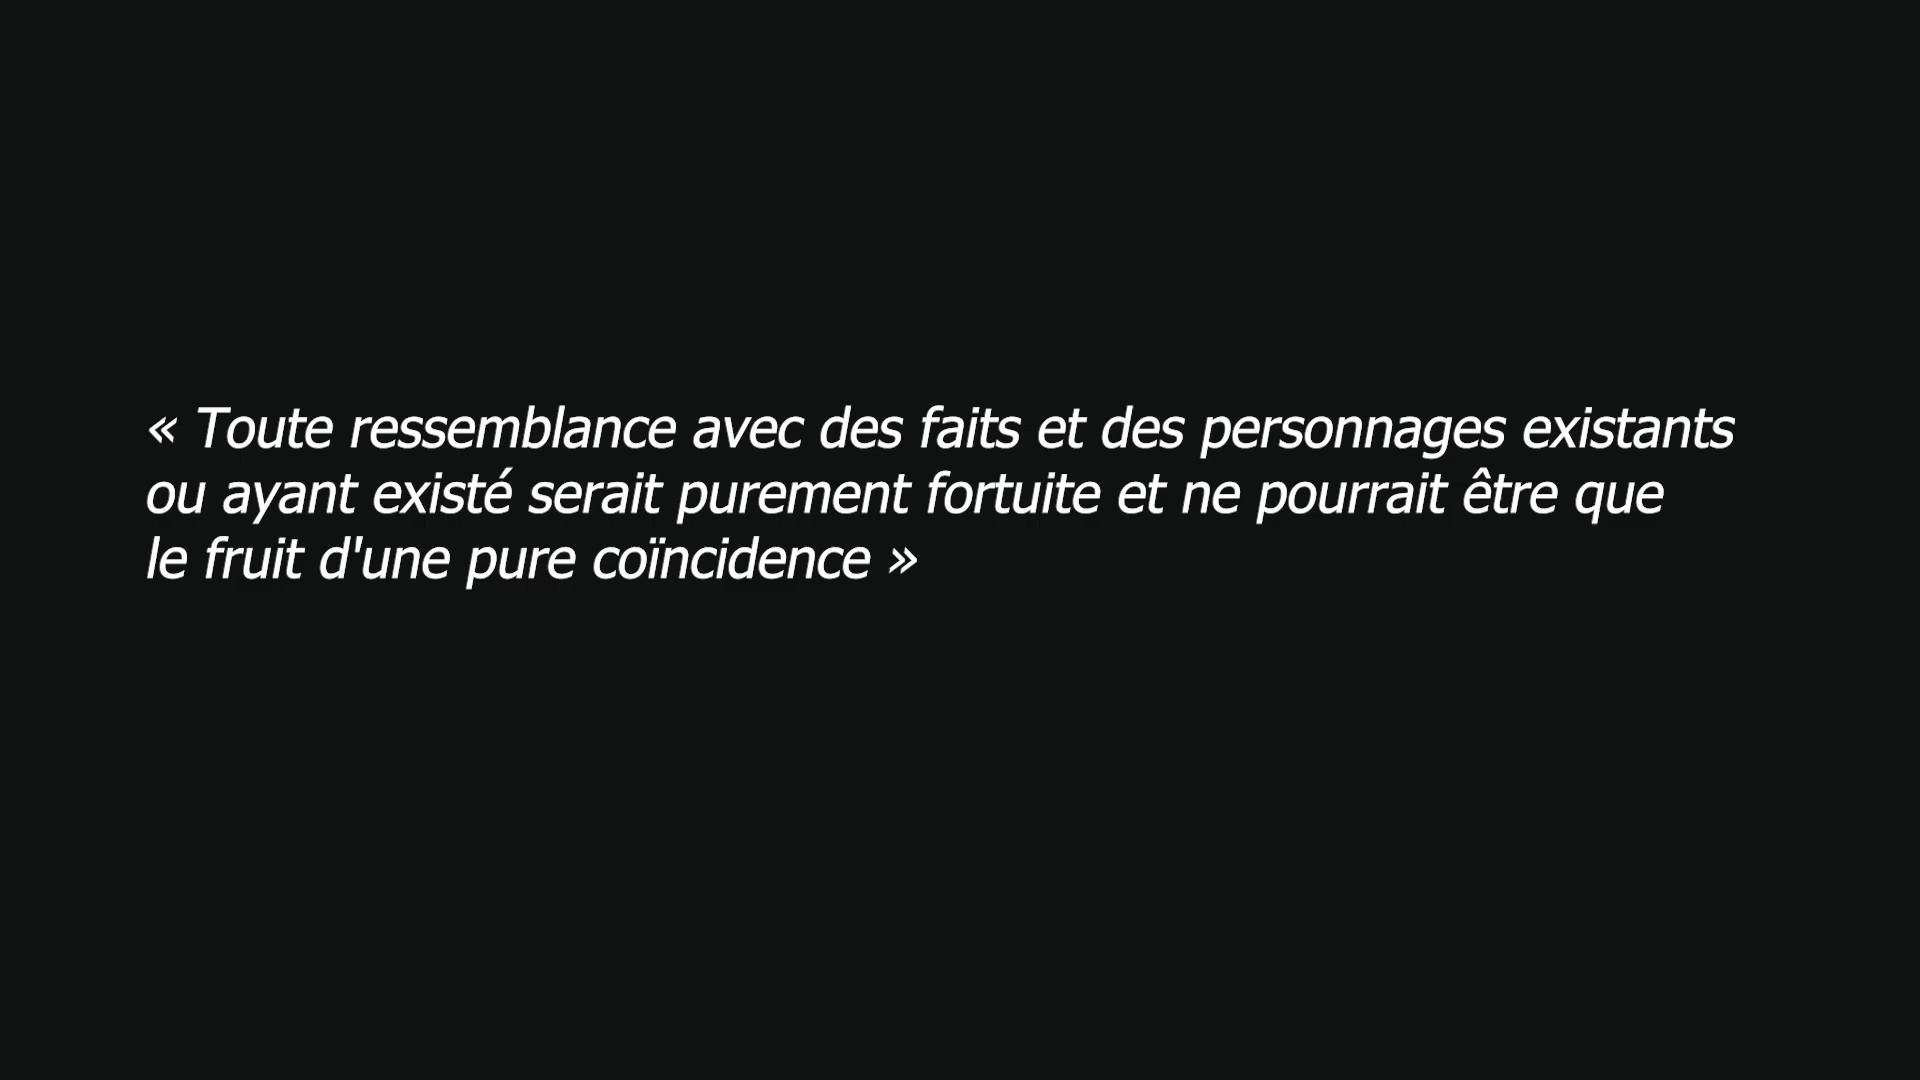 « Toute ressemblance avec des faits et des personnages existants
ou ayant existé serait purement fortuite et ne pourrait être que
le fruit d'une pure coïncidence »